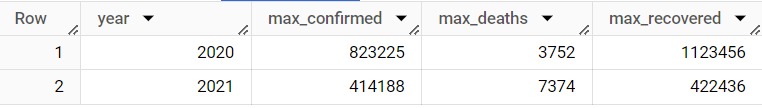 Row year max_confirmed max_deaths max_recovered
1 2020 823225 3752 1123456
2 2021 414188 7374 422436